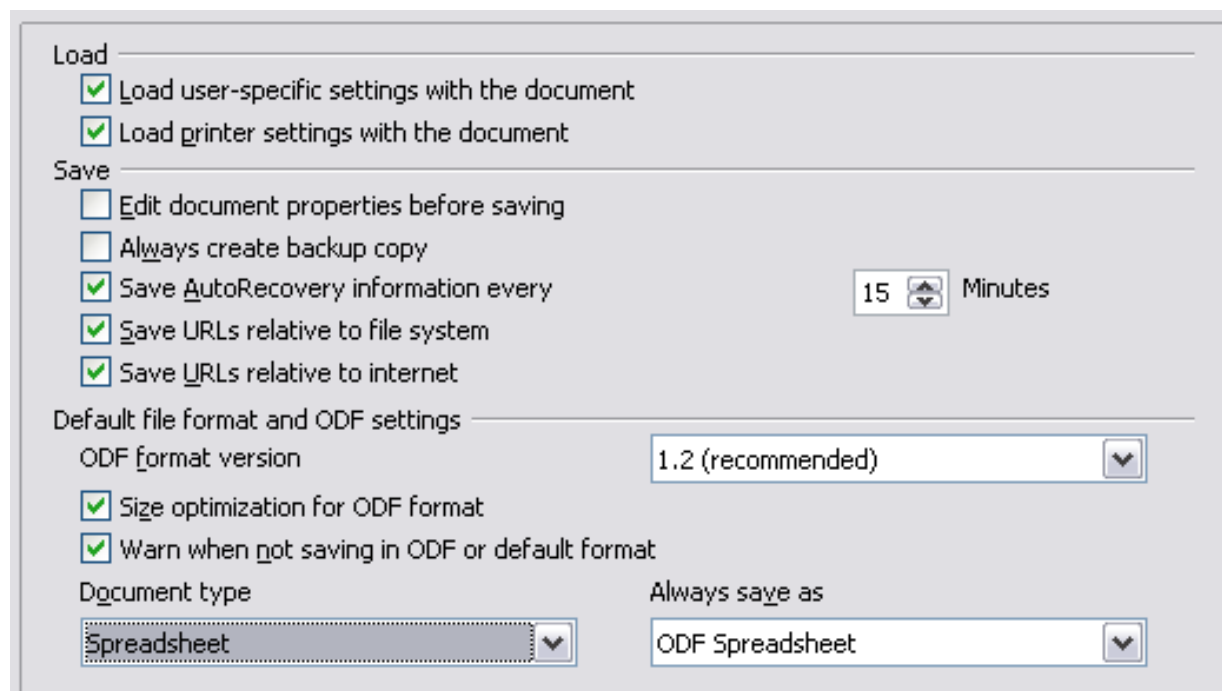 Load
Load user-specific settings with the document
Load printer settings with the document
Save
Edit document properties before saving
Always create backup copy
Save AutoRecovery information every 15 Minutes
Save URLs relative to file system
Save URLs relative to internet
Default file format and ODF settings
ODF format version 1.2 (recommended)
Size optimization for ODF format
Warn when not saving in ODF or default format
Document type Always save as
Spreadsheet ODF Spreadsheet